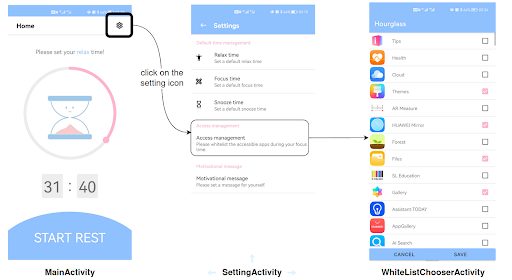 Home
Please set your relax time!
31 : 40
START REST
MainActivity
click on the
setting icon
Settings
Default time management
Relax time
Set a default relax time
Focus time
Set a default focus time
Snooze time
Set a default snooze time
Access management
Access management
Please whitelist the accessible apps during your focus
time
Motivational message
Motivational message
Please set a message for yourself
SettingActivity
Hourglass
Tips
Health
Cloud
Themes
AR Measure
HUAWEI Mirror
Forest
Files
SL Education
Gallery
Assistant TODAY
AppGallery
AI Search
CANCEL SAVE
WhiteListChooserActivity